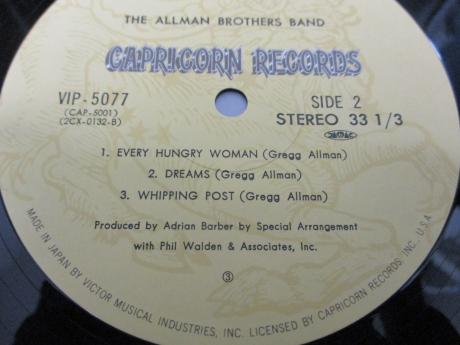 THE ALLMAN BROTHERS BAND
CAPRICORN RECORDS
VIP-5077
(CAP-5001)
(2CX-0132-B)
SIDE 2
STEREO 33 1/3
1. EVERY HUNGRY WOMAN (Gregg Allman)
2. DREAMS (Gregg Allman)
3. WHIPPING POST (Gregg Allman)
Produced by Adrian Barber by Special Arrangement
with Phil Walden & Associates, Inc.
③
MADE IN JAPAN BY VICTOR MUSICAL INDUSTRIES, INC. LICENSED BY CAPRICORN RECORDS, INC. U.S.A.